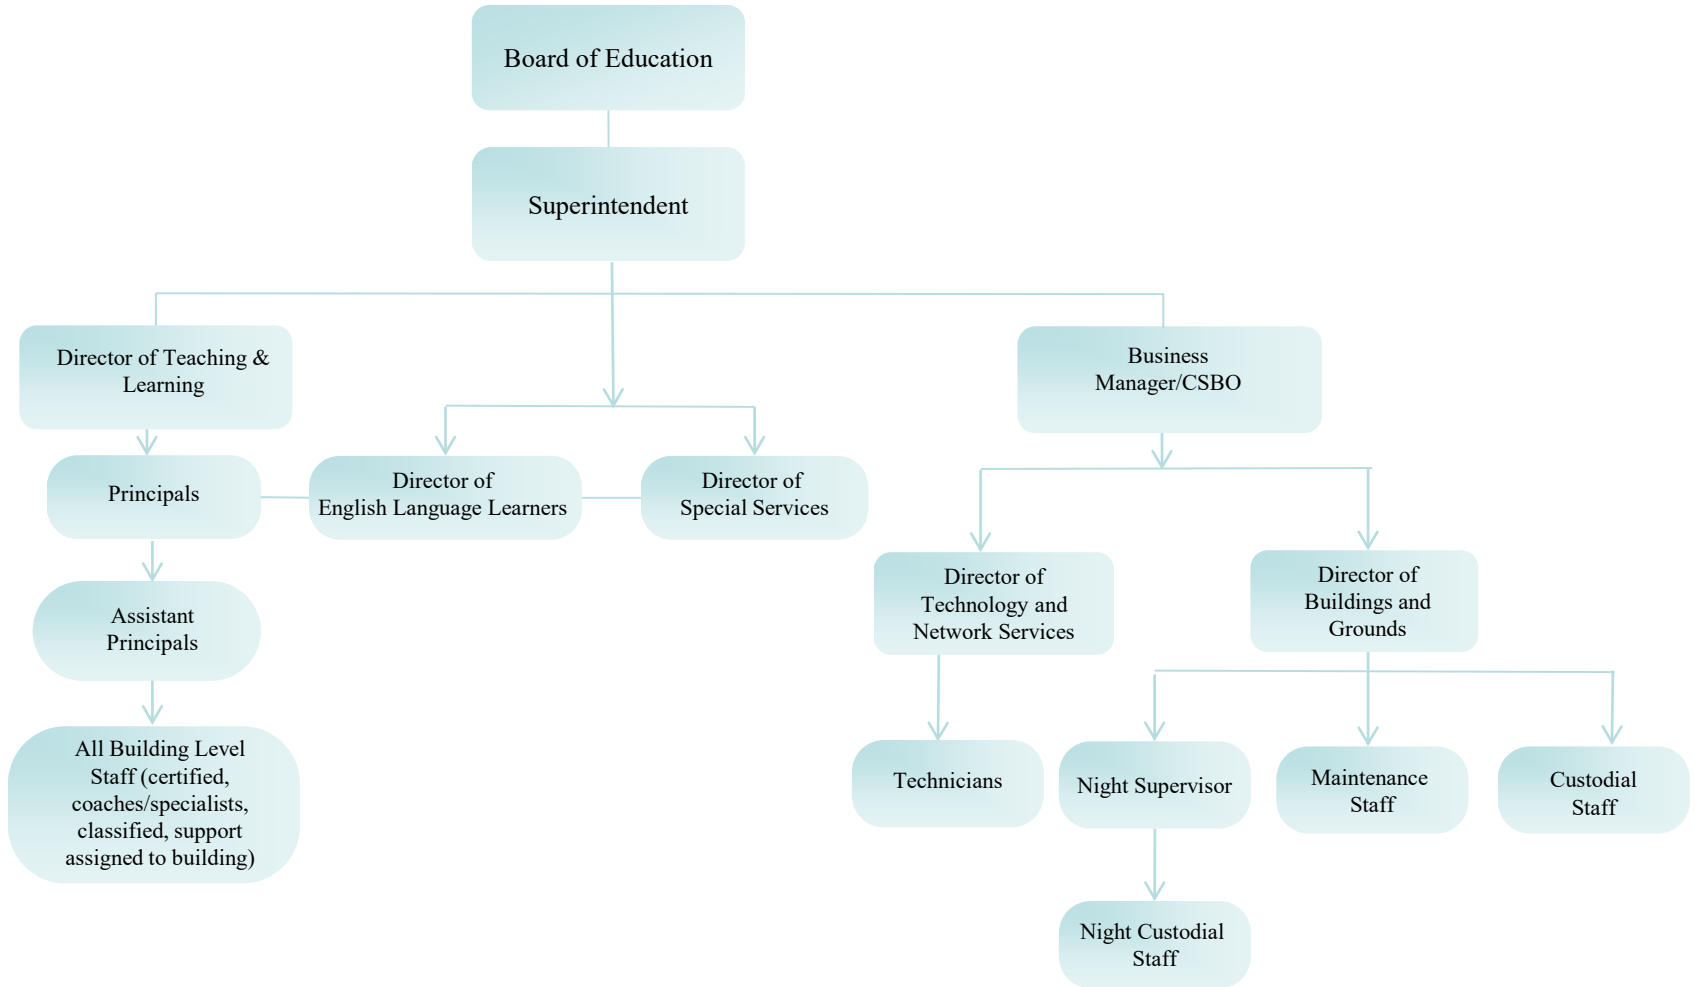 Board of Education
Superintendent
Director of Teaching &
Learning
Business
Manager/CSBO
Principals
Director of
English Language Learners
Director of
Special Services
Director of
Technology and
Network Services
Director of
Buildings and
Grounds
Assistant
Principals
All Building Level
Staff (certified,
coaches/specialists,
classified, support
assigned to building)
Technicians
Night Supervisor
Maintenance
Staff
Custodial
Staff
Night Custodial
Staff